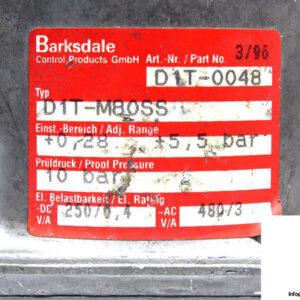 Barksdale
Control Products GmbH
Art.-Nr. / Part No. 3/96
D1T-0048
Typ
D1T-M80SS
Einst.-Bereich / Adj. Range
+0,28 +5,5 bar
Prüfdruck / Proof Pressure
10 bar
El. Belastbarkeit / El. Rating
-DC V/A 250/0,4 ~AC V/A 480/3